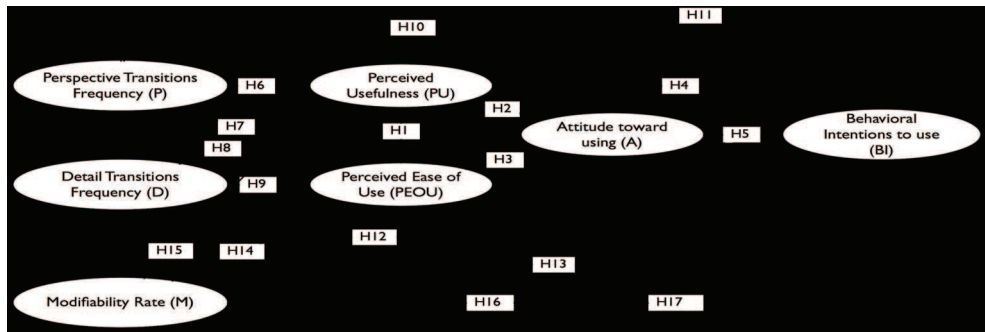 H11
H10
Perspective Transitions
Frequency (P)
H6
Perceived
Usefulness (PU)
H4
H2
H7
H1
Attitude toward
using (A)
H5
Behavioral
Intentions to use
(BI)
H8
H3
Detail Transitions
Frequency (D)
H9
Perceived Ease of
Use (PEOU)
H12
H15
H14
H13
Modifiability Rate (M)
H16
H17